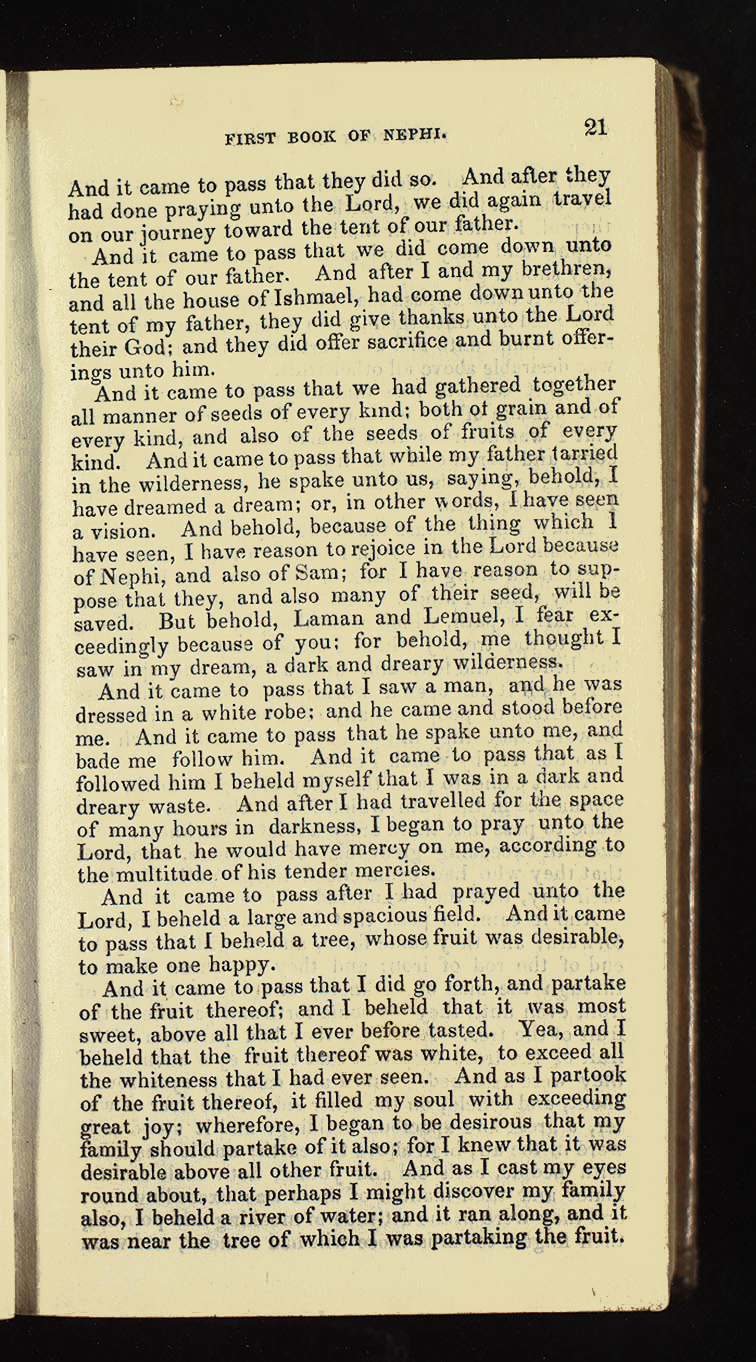 FIRST BOOK OF NEPHI. 21
And it came to pass that they did so. And after they
had done praying unto the Lord, we did again travel
on our journey toward the tent of our father.
And it came to pass that we did come down unto
the tent of our father. And after I and my brethren,
and all the house of Ishmael, had come down unto the
tent of my father, they did give thanks unto the Lord
their God; and they did offer sacrifice and burnt offer-
ings unto him.
And it came to pass that we had gathered together
all manner of seeds of every kind; both of grain and of
every kind, and also of the seeds of fruits of every
kind. And it came to pass that while my father tarried
in the wilderness, he spake unto us, saying, behold, I
have dreamed a dream; or, in other words, I have seen
a vision. And behold, because of the thing which I
have seen, I have reason to rejoice in the Lord because
of Nephi, and also of Sam; for I have reason to sup-
pose that they, and also many of their seed, will be
saved. But behold, Laman and Lemuel, I fear ex-
ceedingly because of you; for behold, me thought I
saw in my dream, a dark and dreary wilderness.
And it came to pass that I saw a man, and he was
dressed in a white robe; and he came and stood before
me. And it came to pass that he spake unto me, and
bade me follow him. And it came to pass that as I
followed him I beheld myself that I was in a dark and
dreary waste. And after I had travelled for the space
of many hours in darkness, I began to pray unto the
Lord, that he would have mercy on me, according to
the multitude of his tender mercies.
And it came to pass after I had prayed unto the
Lord, I beheld a large and spacious field. And it came
to pass that I beheld a tree, whose fruit was desirable,
to make one happy.
And it came to pass that I did go forth, and partake
of the fruit thereof; and I beheld that it was most
sweet, above all that I ever before tasted. Yea, and I
beheld that the fruit thereof was white, to exceed all
the whiteness that I had ever seen. And as I partook
of the fruit thereof, it filled my soul with exceeding
great joy; wherefore, I began to be desirous that my
family should partake of it also; for I knew that it was
desirable above all other fruit. And as I cast my eyes
round about, that perhaps I might discover my family
also, I beheld a river of water; and it ran along, and it
was near the tree of which I was partaking the fruit.